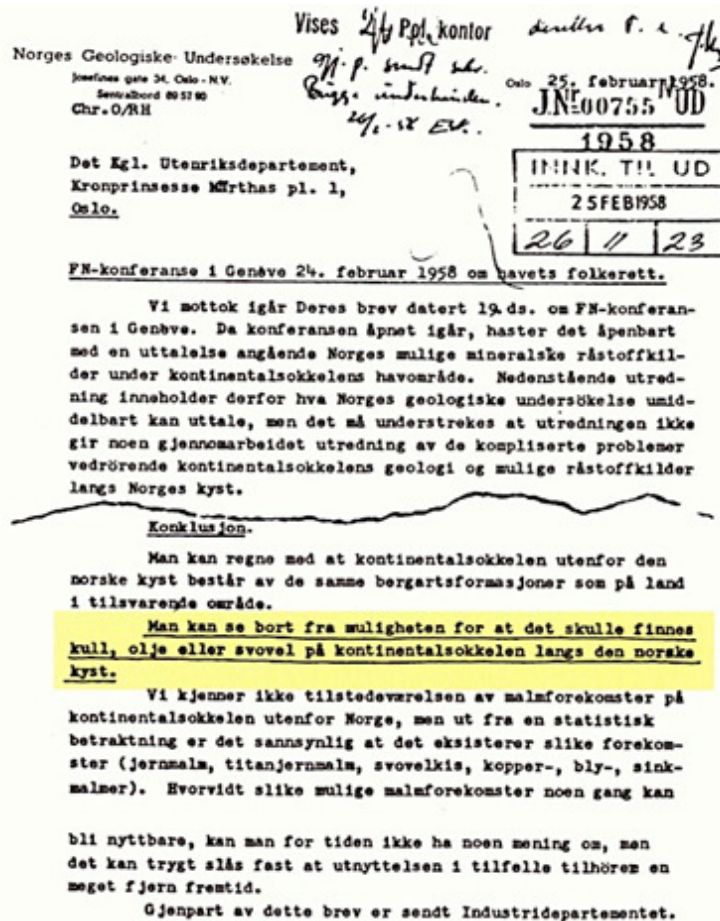 Vises Pol. kontor
Norges Geologiske Undersøkelse
Josefines gate 34, Oslo - N.V.
Sentralbord 69 57 90
Chr.O/RH
Oslo 25. februar 1958.
J.Nr 00755 UD
1958
INNK. TIL UD
25 FEB 1958
26 11 23
Det Kgl. Utenriksdepartement,
Kronprinsesse Märthas pl. 1,
Oslo.
FN-konferanse i Genève 24. februar 1958 om havets folkerett.
Vi mottok igår Deres brev datert 19.ds. om FN-konferan-
sen i Genève. Da konferansen åpnet igår, haster det åpenbart
med en uttalelse angående Norges mulige mineralske råstoffkil-
der under kontinentalsokkelens havområde. Nedenstående utred-
ning inneholder derfor hva Norges geologiske undersøkelse umid-
delbart kan uttale, men det må understrekes at utredningen ikke
gir noen gjennomarbeidet utredning av de kompliserte problemer
vedrörende kontinentalsokkelens geologi og mulige råstoffkilder
langs Norges kyst.
Konklusjon.
Man kan regne med at kontinentalsokkelen utenfor den
norske kyst består av de samme bergartsformasjoner som på land
i tilsvarende område.
Man kan se bort fra muligheten for at det skulle finnes
kull, olje eller svovel på kontinentalsokkelen langs den norske
kyst.
Vi kjenner ikke tilstedeværelsen av malmforekomster på
kontinentalsokkelen utenfor Norge, men ut fra en statistisk
betraktning er det sannsynlig at det eksisterer slike forekom-
ster (jernmalm, titanjernmalm, svovelkis, kopper-, bly-, sink-
malmer). Hvorvidt slike mulige malmforekomster noen gang kan
bli nyttbare, kan man for tiden ikke ha noen mening om, men
det kan trygt slås fast at utnyttelsen i tilfelle tilhörer en
meget fjern fremtid.
Gjenpart av dette brev er sendt Industridepartementet.